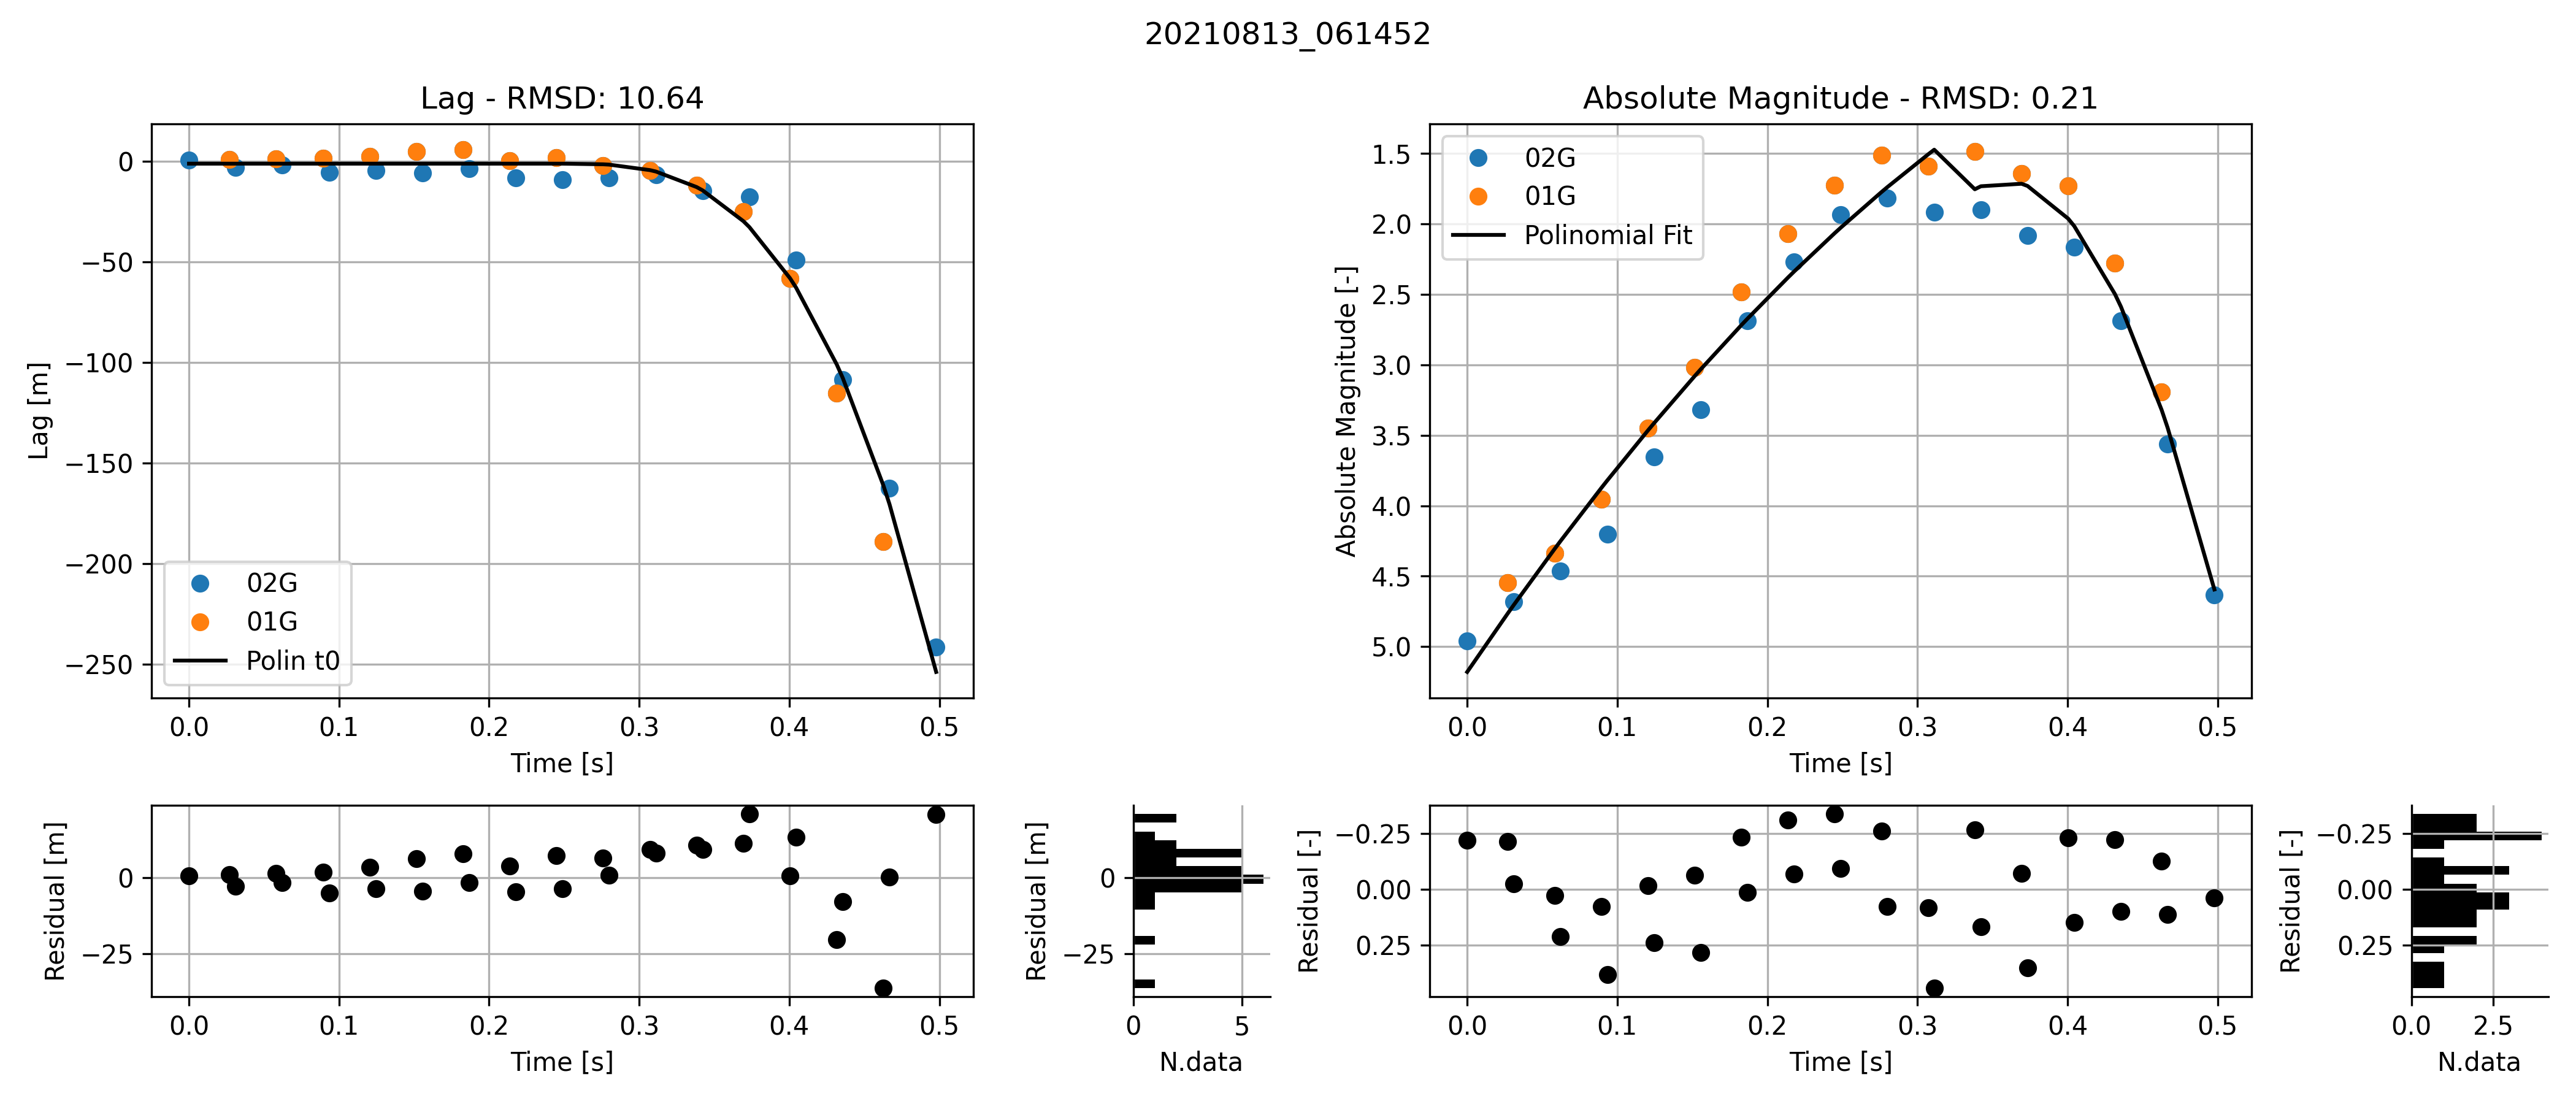 20210813_061452
Lag - RMSD: 10.64
Lag [m]
0
−50
−100
−150
−200
−250
02G
01G
Polin t0
0.0 0.1 0.2 0.3 0.4 0.5
Time [s]
Absolute Magnitude - RMSD: 0.21
Absolute Magnitude [-]
1.5
2.0
2.5
3.0
3.5
4.0
4.5
5.0
02G
01G
Polinomial Fit
0.0 0.1 0.2 0.3 0.4 0.5
Time [s]
Residual [m]
0
−25
0.0 0.1 0.2 0.3 0.4 0.5
Time [s]
Residual [m]
0
−25
0 5
N.data
Residual [-]
−0.25
0.00
0.25
0.0 0.1 0.2 0.3 0.4 0.5
Time [s]
Residual [-]
−0.25
0.00
0.25
0.0 2.5
N.data